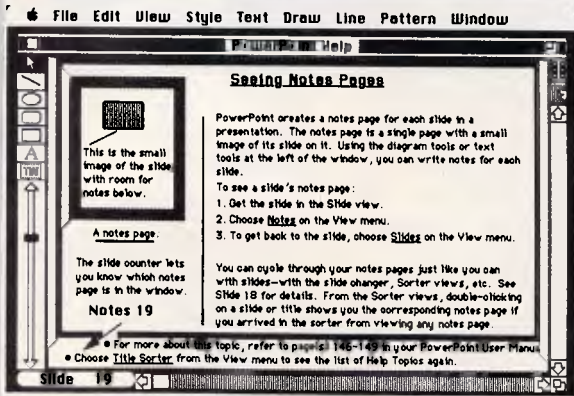 File Edit View Style Text Draw Line Pattern Window
PowerPoint Help
Seeing Notes Pages
This is the small
image of the slide
with room for
notes below.
A notes page.
The slide counter lets
you know which notes
page is in the window.
Notes 19
PowerPoint creates a notes page for each slide in a
presentation. The notes page is a single page with a small
image of its slide on it. Using the diagram tools or text
tools at the left of the window, you can write notes for each
slide.
To see a slide's notes page:
1. Get the slide in the Slide view.
2. Choose Notes on the View menu.
3. To get back to the slide, choose Slides on the View menu.
You can cycle through your notes pages just like you can
with slides—with the slide changer, Sorter views, etc. See
Slide 18 for details. From the Sorter views, double-clicking
on a slide or title shows you the corresponding notes page if
you arrived in the sorter from viewing any notes page.
• For more about this topic, refer to pages 146-149 in your PowerPoint User Manu
• Choose Title Sorter from the View menu to see the list of Help Topics again.
A
Slide 19